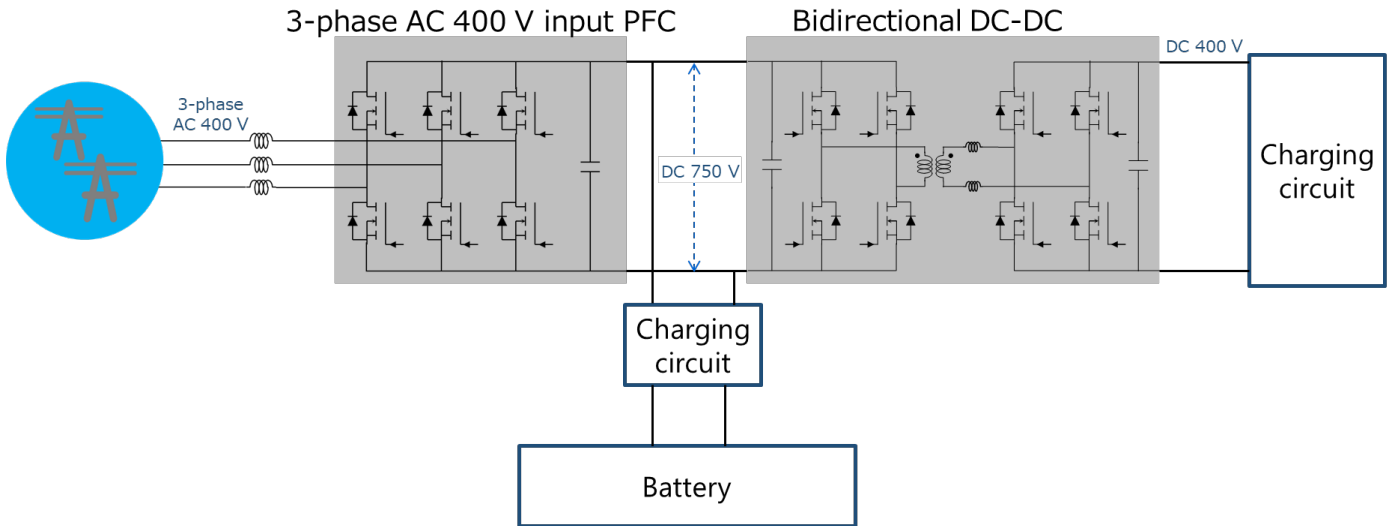 3-phase AC 400 V input PFC
Bidirectional DC-DC
3-phase
AC 400 V
DC 750 V
DC 400 V
Charging
circuit
Charging
circuit
Battery